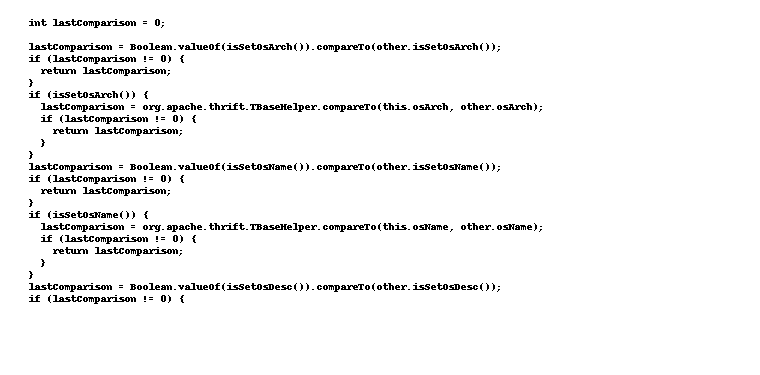 int lastComparison = 0;

lastComparison = Boolean.valueOf(isSetOsArch()).compareTo(other.isSetOsArch());
if (lastComparison != 0) {
  return lastComparison;
}
if (isSetOsArch()) {
  lastComparison = org.apache.thrift.TBaseHelper.compareTo(this.osArch, other.osArch);
  if (lastComparison != 0) {
    return lastComparison;
  }
}
lastComparison = Boolean.valueOf(isSetOsName()).compareTo(other.isSetOsName());
if (lastComparison != 0) {
  return lastComparison;
}
if (isSetOsName()) {
  lastComparison = org.apache.thrift.TBaseHelper.compareTo(this.osName, other.osName);
  if (lastComparison != 0) {
    return lastComparison;
  }
}
lastComparison = Boolean.valueOf(isSetOsDesc()).compareTo(other.isSetOsDesc());
if (lastComparison != 0) {